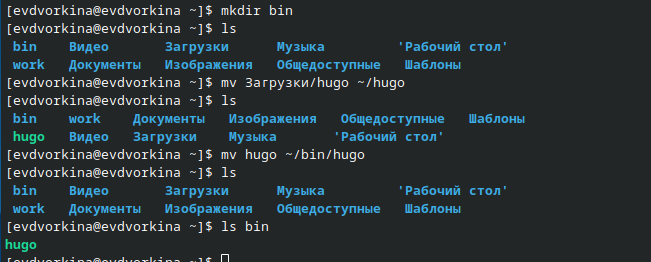 [evdvorkina@evdvorkina ~]$ mkdir bin
[evdvorkina@evdvorkina ~]$ ls
bin Видео Загрузки Музыка 'Рабочий стол'
work Документы Изображения Общедоступные Шаблоны
[evdvorkina@evdvorkina ~]$ mv Загрузки/hugo ~/hugo
[evdvorkina@evdvorkina ~]$ ls
bin work Документы Изображения Общедоступные Шаблоны
hugo Видео Загрузки Музыка 'Рабочий стол'
[evdvorkina@evdvorkina ~]$ mv hugo ~/bin/hugo
[evdvorkina@evdvorkina ~]$ ls
bin Видео Загрузки Музыка 'Рабочий стол'
work Документы Изображения Общедоступные Шаблоны
[evdvorkina@evdvorkina ~]$ ls bin
hugo
[evdvorkina@evdvorkina ~]$